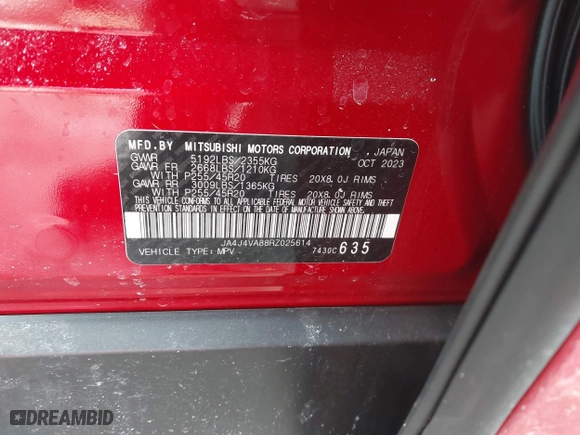 MFD.BY MITSUBISHI MOTORS CORPORATION , JAPAN
GVWR 5192LBS/2355KG OCT 2023
GAWR FR 2668LBS/1210KG
WITH P255/45R20 TIRES 20X8.0J RIMS
GAWR RR 3009LBS/1365KG
WITH P255/45R20 TIRES 20X8.0J RIMS
THIS VEHICLE CONFORMS TO ALL APPLICABLE FEDERAL MOTOR VEHICLE SAFETY AND THEFT
PREVENTION STANDARDS IN EFFECT ON THE DATE OF MANUFACTURE SHOWN ABOVE.
JA4J4VA88RZ025614
VEHICLE TYPE: MPV 7430C 635
DREAMBID